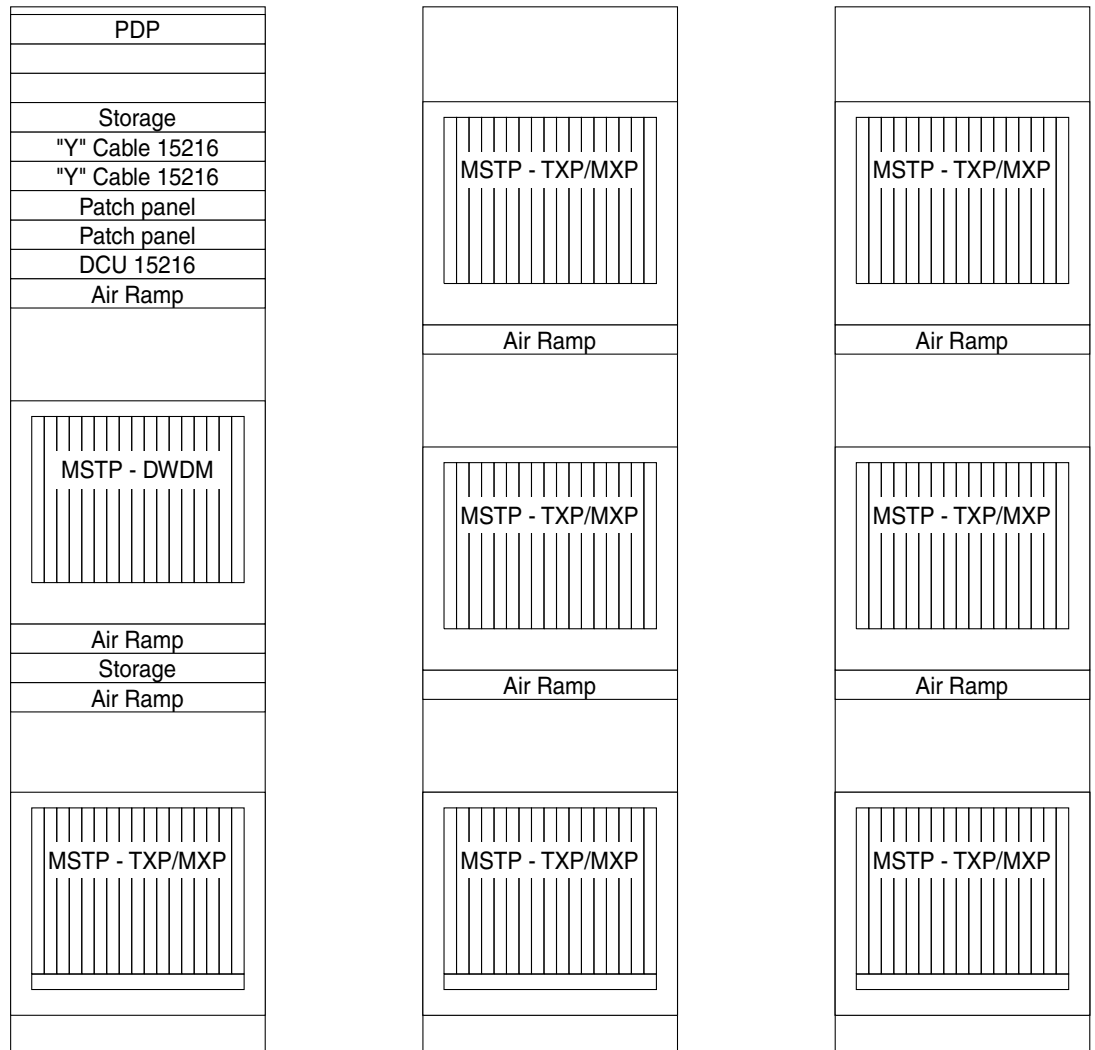 PDP
Storage
"Y" Cable 15216
"Y" Cable 15216
Patch panel
Patch panel
DCU 15216
Air Ramp
MSTP - DWDM
Air Ramp
Storage
Air Ramp
MSTP - TXP/MXP
MSTP - TXP/MXP
Air Ramp
MSTP - TXP/MXP
Air Ramp
MSTP - TXP/MXP
MSTP - TXP/MXP
Air Ramp
MSTP - TXP/MXP
Air Ramp
MSTP - TXP/MXP